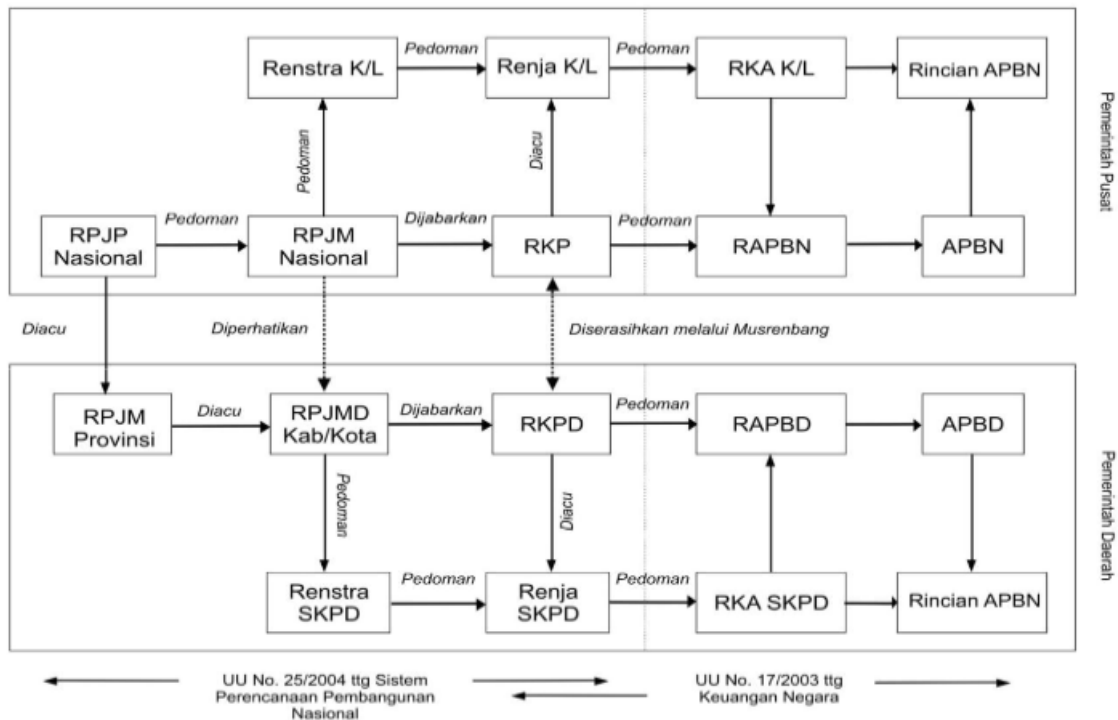 Pedoman
Pedoman
Renstra K/L
Renja K/L
RKA K/L
Rincian APBN
Pedoman
Diacu
Pemerintah Pusat
Pedoman
Dijabarkan
Pedoman
RPJP
Nasional
RPJM
Nasional
RKP
RAPBN
APBN
Diacu
Diperhatikan
Diserasihkan melalui Musrenbang
RPJM
Provinsi
Diacu
RPJMD
Kab/Kota
Dijabarkan
RKPD
Pedoman
RAPBD
APBD
Pedoman
Diacu
Pemerintah Daerah
Renstra
SKPD
Pedoman
Renja
SKPD
Pedoman
RKA SKPD
Rincian APBN
UU No. 25/2004 ttg Sistem
Perencanaan Pembangunan
Nasional
UU No. 17/2003 ttg
Keuangan Negara